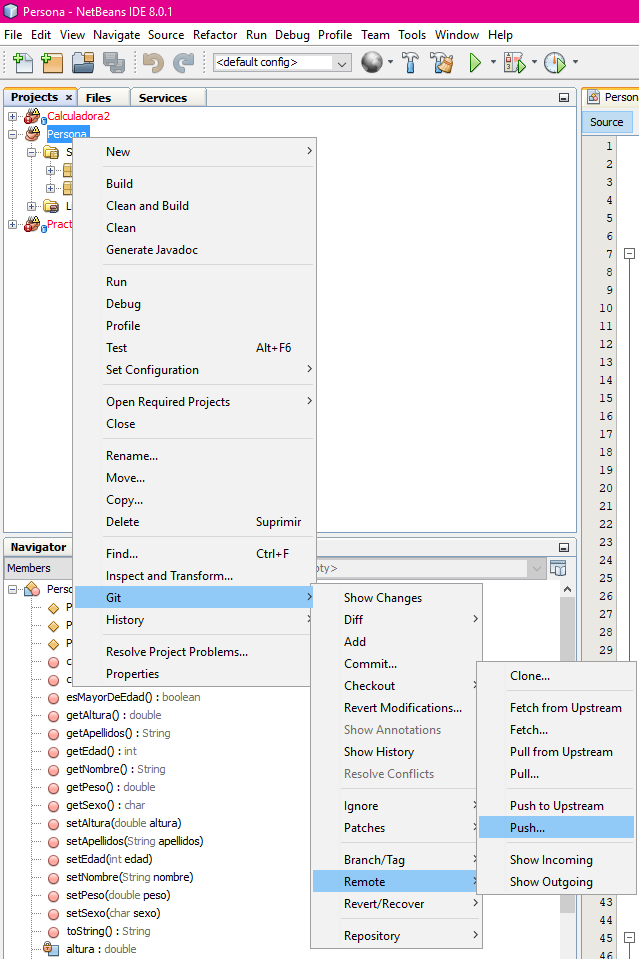 Persona - NetBeans IDE 8.0.1
File Edit View Navigate Source Refactor Run Debug Profile Team Tools Window Help
<default config>
Projects × Files Services
Calculadora2
Persona
S
L
Pract
New
Build
Clean and Build
Clean
Generate Javadoc
Run
Debug
Profile
Test Alt+F6
Set Configuration
Open Required Projects
Close
Rename...
Move...
Copy...
Delete Suprimir
Find... Ctrl+F
Inspect and Transform...
Git
History
Resolve Project Problems...
Properties
Show Changes
Diff
Add
Commit...
Checkout
Revert Modifications...
Show Annotations
Show History
Resolve Conflicts
Ignore
Patches
Branch/Tag
Remote
Revert/Recover
Repository
Clone...
Fetch from Upstream
Fetch...
Pull from Upstream
Pull...
Push to Upstream
Push...
Show Incoming
Show Outgoing
Navigator
Members
pty>
Perso
P
P
P
c
c
esMayorDeEdad() : boolean
getAltura() : double
getApellidos() : String
getEdad() : int
getNombre() : String
getPeso() : double
getSexo() : char
setAltura(double altura)
setApellidos(String apellidos)
setEdad(int edad)
setNombre(String nombre)
setPeso(double peso)
setSexo(char sexo)
toString() : String
altura : double
Person
Source
1
2
3
4
5
6
7
8
9
10
11
12
13
14
15
16
17
18
19
20
21
22
23
24
25
26
27
28
29
43
44
45
46